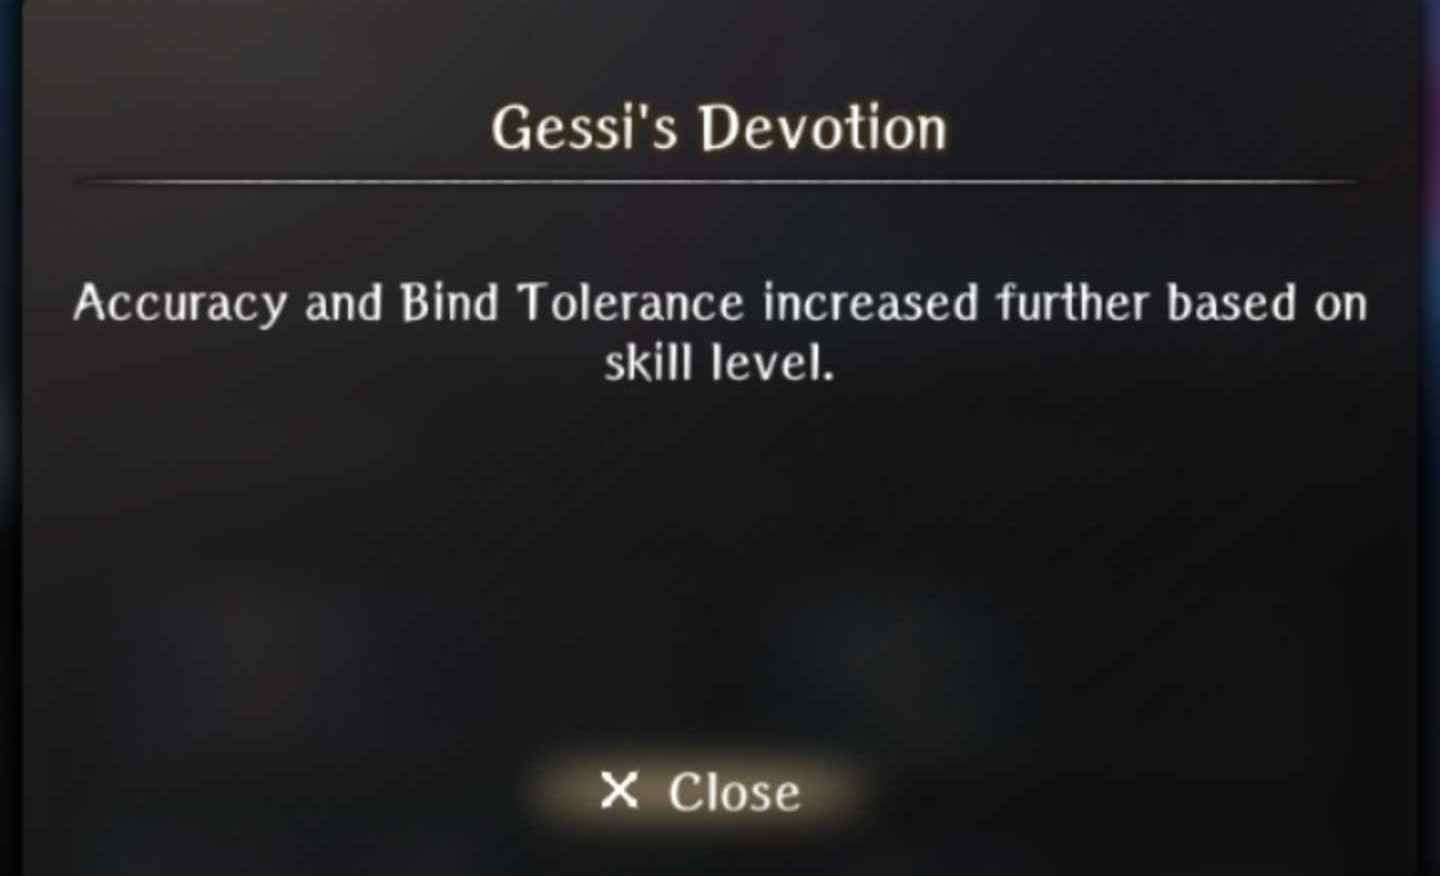 Gessi's Devotion
Accuracy and Bind Tolerance increased further based on
skill level.
X Close